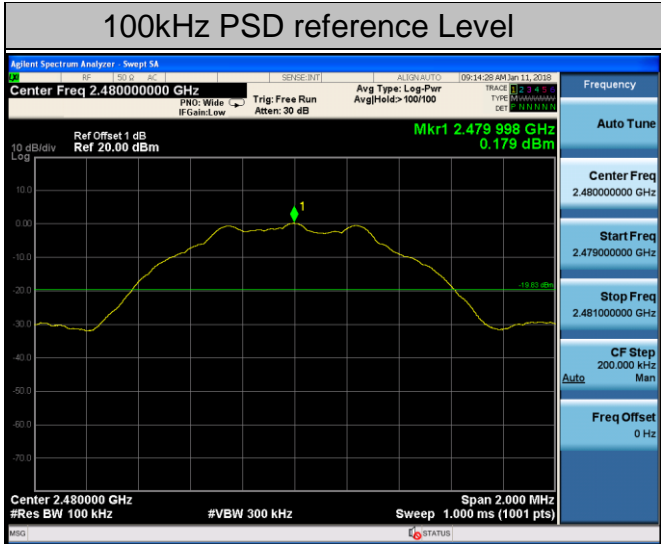 100kHz PSD reference Level
Agilent Spectrum Analyzer - Swept SA
RF 50 Ω AC SENSE:INT ALIGN AUTO 09:14:28 AM Jan 11, 2018
Center Freq 2.480000000 GHz
PNO: Wide
IFGain:Low
Trig: Free Run
Atten: 30 dB
Avg Type: Log-Pwr
Avg|Hold:> 100/100
TRACE 1 2 3 4 5 6
TYPE
DET P N N N N N
Frequency
Auto Tune
Center Freq
2.480000000 GHz
Start Freq
2.479000000 GHz
Stop Freq
2.481000000 GHz
CF Step
200.000 kHz
Auto Man
Freq Offset
0 Hz
Mkr1 2.479 998 GHz
0.179 dBm
Ref Offset 1 dB
Ref 20.00 dBm
10 dB/div
Log
10.0
0.00
-10.0
-20.0
-30.0
-40.0
-50.0
-60.0
-70.0
1
-19.83 dBm
Center 2.480000 GHz Span 2.000 MHz
#Res BW 100 kHz #VBW 300 kHz Sweep 1.000 ms (1001 pts)
MSG STATUS